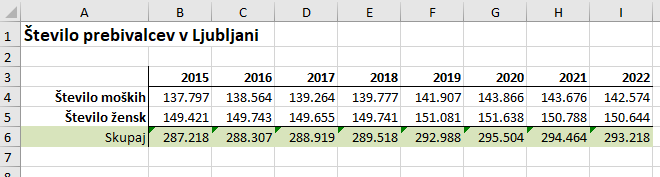 A B C D E F G H I
1 Število prebivalcev v Ljubljani
2
3 2015 2016 2017 2018 2019 2020 2021 2022
4 Število moških 137.797 138.564 139.264 139.777 141.907 143.866 143.676 142.574
5 Število žensk 149.421 149.743 149.655 149.741 151.081 151.638 150.788 150.644
6 Skupaj 287.218 288.307 288.919 289.518 292.988 295.504 294.464 293.218
7